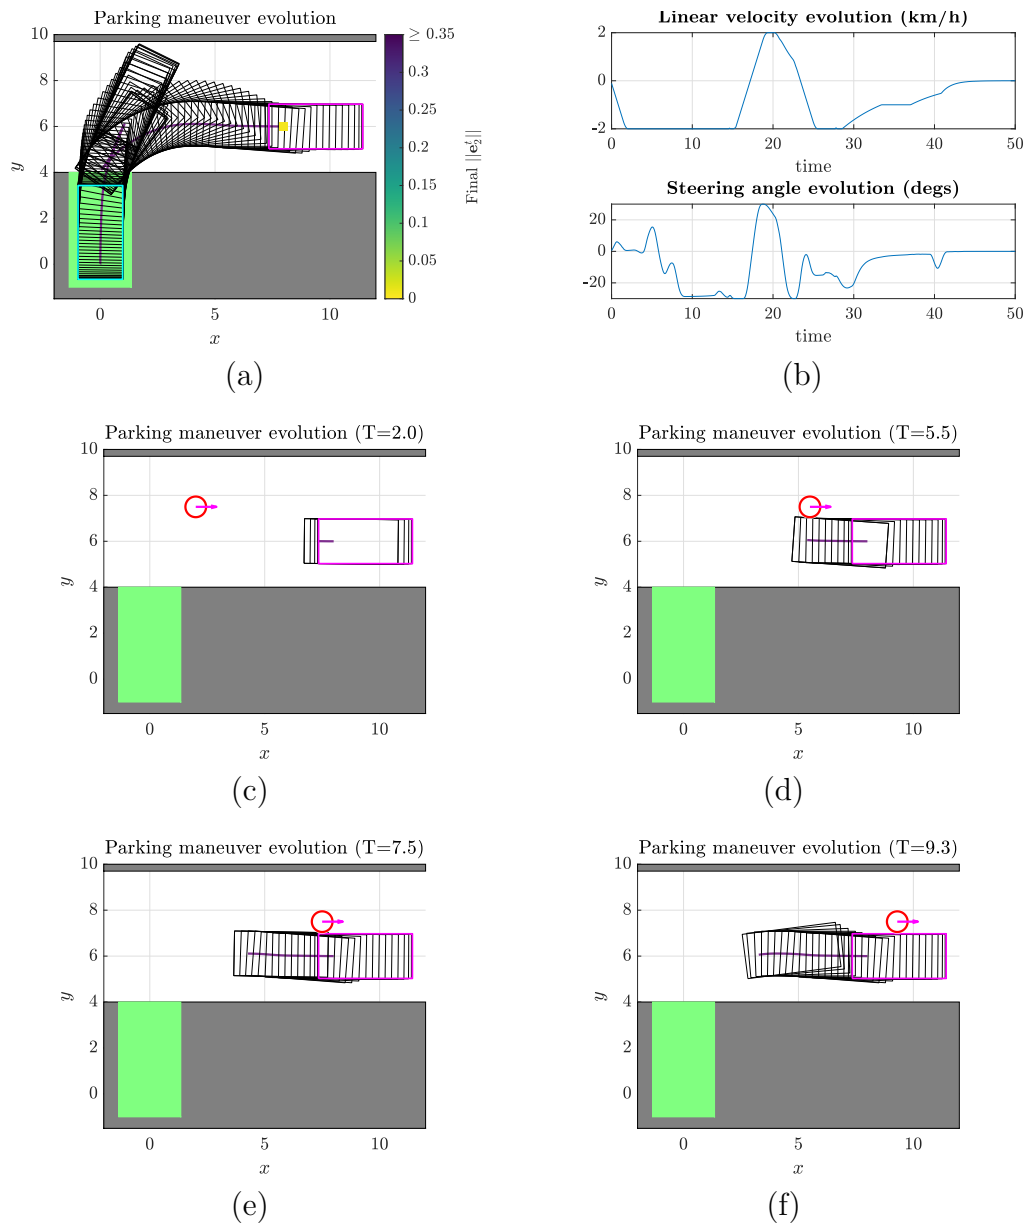 Parking maneuver evolution
10
8
6
4
2
0
y
0
5
10
x
≥ 0.35
0.3
0.25
0.2
0.15
0.1
0.05
0
Final ||e₂ᵗ||
(a)
Linear velocity evolution (km/h)
2
0
-2
0
10
20
30
40
50
time
Steering angle evolution (degs)
20
0
-20
0
10
20
30
40
50
time
(b)
Parking maneuver evolution (T=2.0)
10
8
6
4
2
0
y
0
5
10
x
(c)
Parking maneuver evolution (T=5.5)
10
8
6
4
2
0
y
0
5
10
x
(d)
Parking maneuver evolution (T=7.5)
10
8
6
4
2
0
y
0
5
10
x
(e)
Parking maneuver evolution (T=9.3)
10
8
6
4
2
0
y
0
5
10
x
(f)